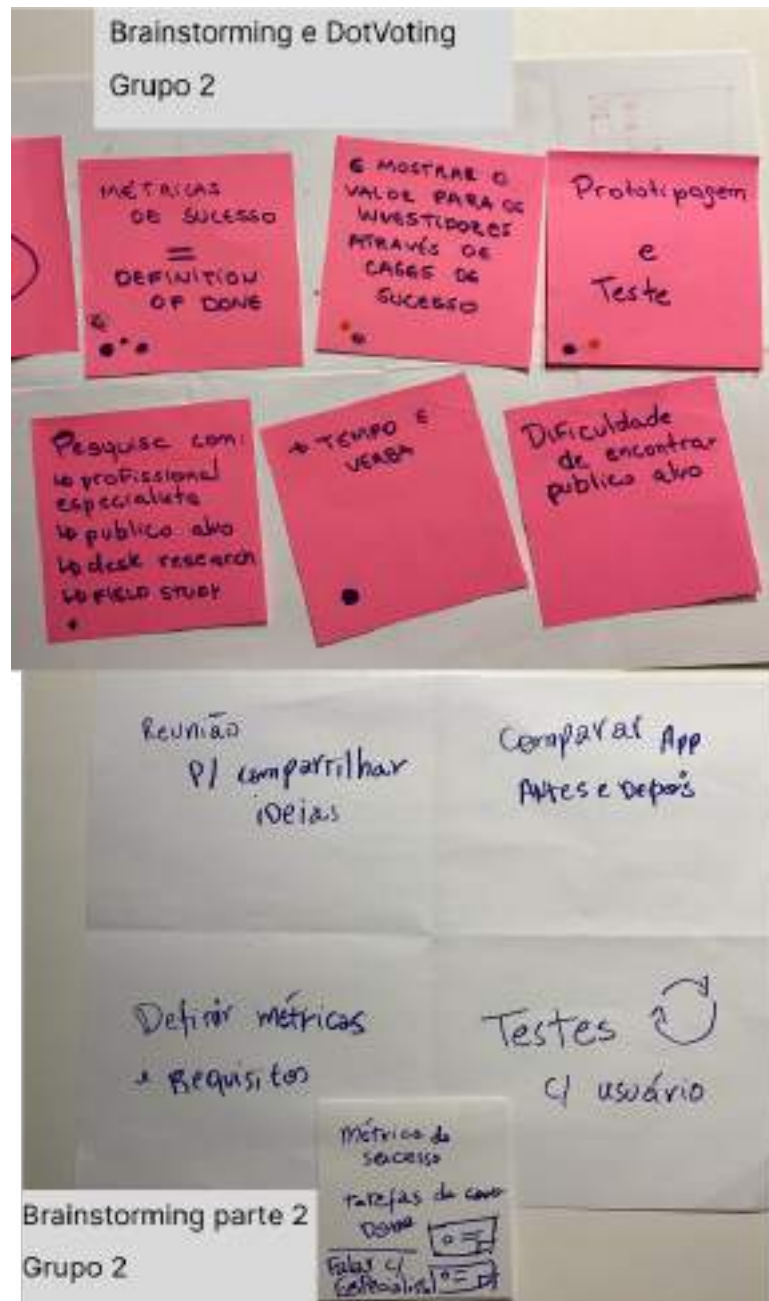 Brainstorming e DotVoting
Grupo 2
MÉTRICAS
DE SUCESSO
=
DEFINITION
OF DONE
E MOSTRAR O
VALOR PARA OS
INVESTIDORES
ATRAVÉS DE
CASES DE
SUCESSO
Prototipagem
e
Teste
Pesquisa com:
↳ profissional
especialista
↳ publico alvo
↳ desk research
↳ FIELD STUDY
+ TEMPO E
VERBA
Dificuldade
de encontrar
publico alvo
Reunião
P/ compartilhar
ideias
Comparar App
Antes e Depois
Definir métricas
e Requisitos
Testes
c/ usuário
Métrica de
sucesso
tarefas da
Falar c/
Especialista
Brainstorming parte 2
Grupo 2